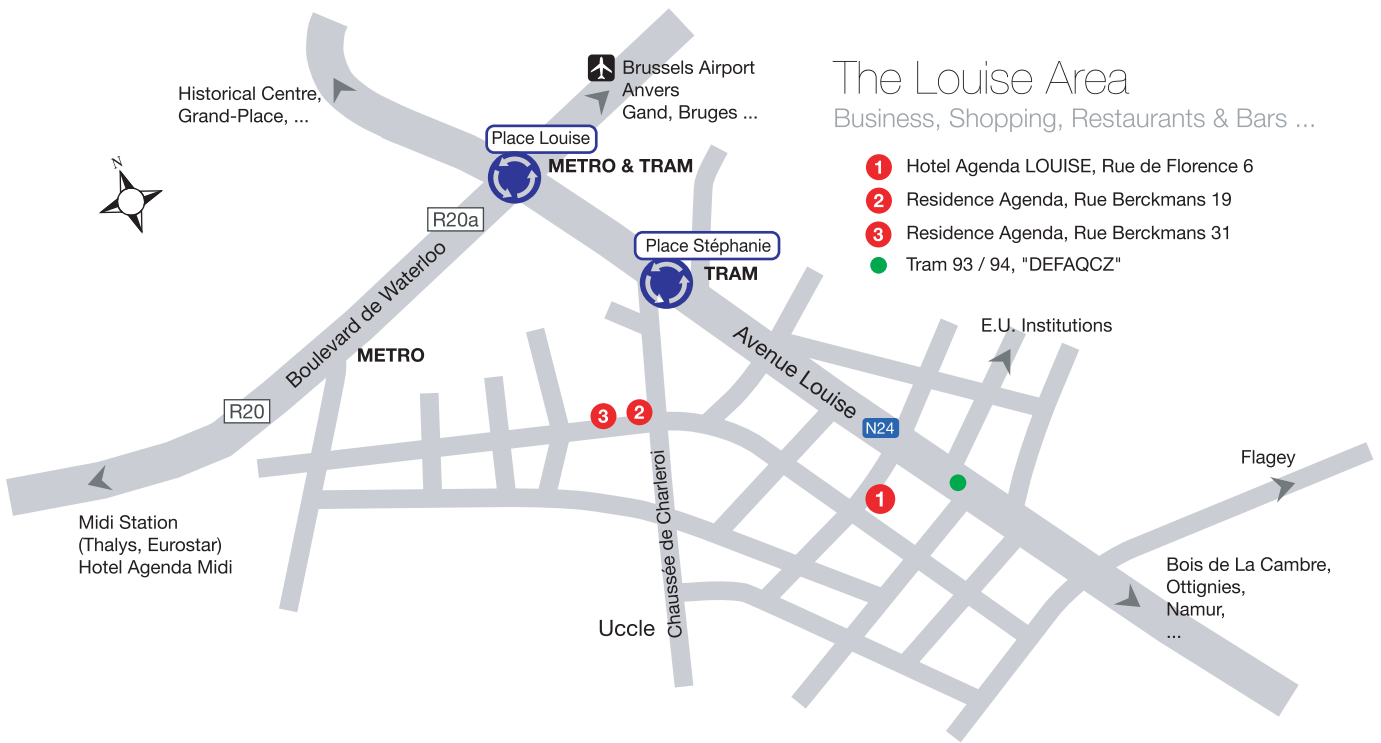 The Louise Area
Business, Shopping, Restaurants & Bars ...
1 Hotel Agenda LOUISE, Rue de Florence 6
2 Residence Agenda, Rue Berckmans 19
3 Residence Agenda, Rue Berckmans 31
Tram 93 / 94, "DEFAQCZ"
Brussels Airport
Anvers
Gand, Bruges ...
Historical Centre,
Grand-Place, ...
Place Louise
METRO & TRAM
N
R20a
Place Stéphanie
TRAM
Boulevard de Waterloo
METRO
R20
Avenue Louise
E.U. Institutions
N24
3
2
1
Flagey
Chaussée de Charleroi
Midi Station
(Thalys, Eurostar)
Hotel Agenda Midi
Uccle
Bois de La Cambre,
Ottignies,
Namur,
...